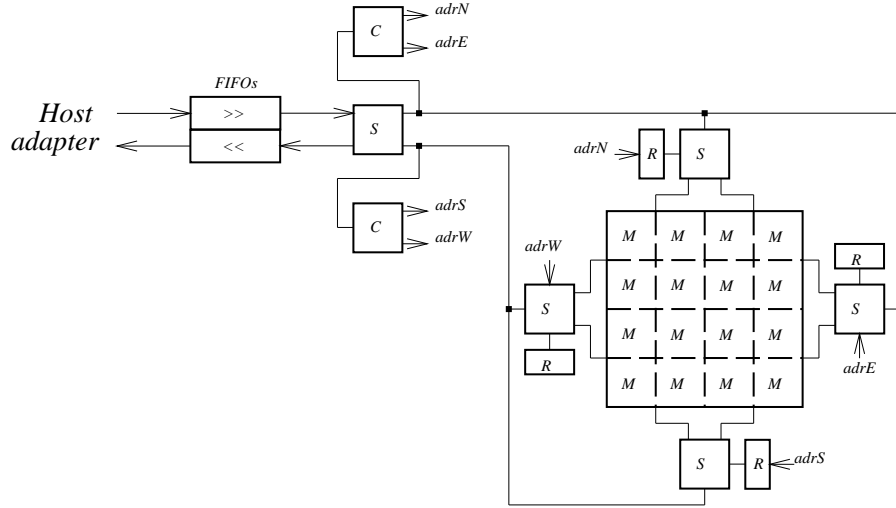 adrN
C
adrE
FIFOs
Host
adapter
>>
<<
S
adrN
R
S
adrS
C
adrW
M M M M
adrW
R
M M M M
S
S
M M M M
R
adrE
M M M M
S
R
adrS